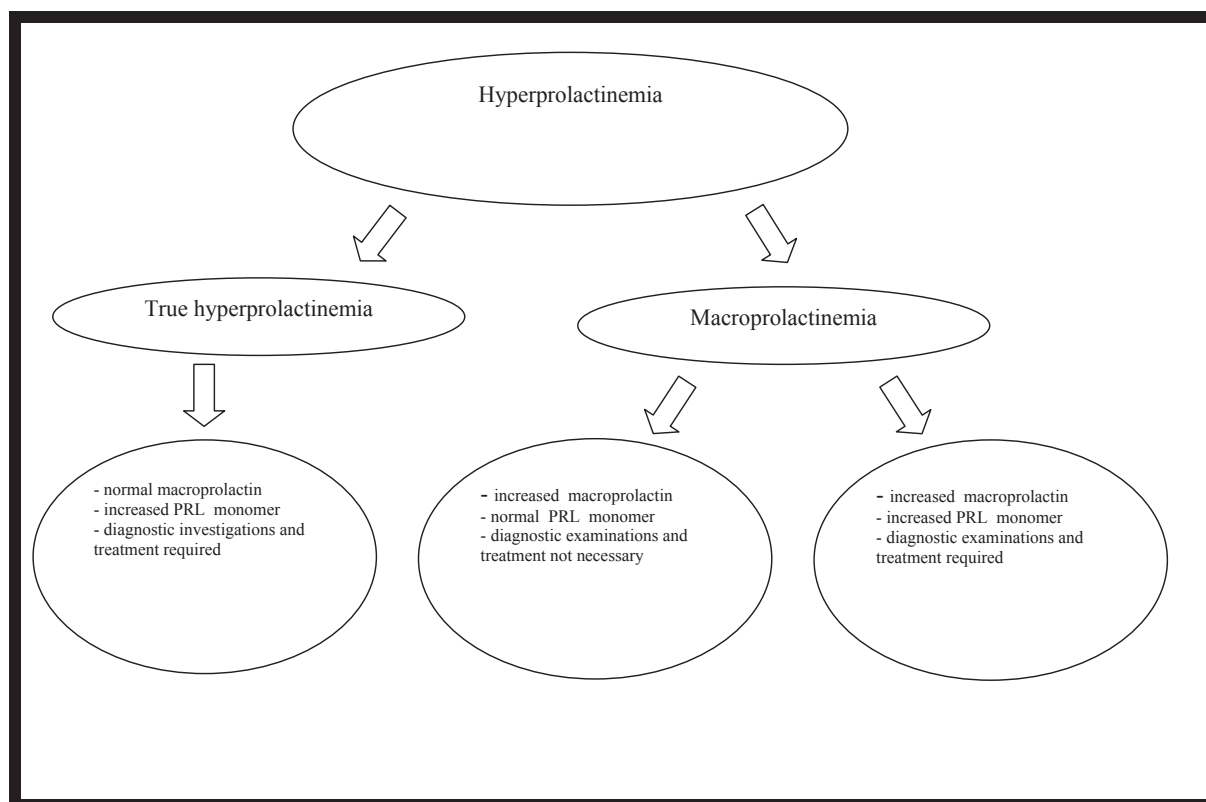 Hyperprolactinemia
True hyperprolactinemia
Macroprolactinemia
- normal macroprolactin
- increased PRL monomer
- diagnostic investigations and
treatment required
- increased macroprolactin
- normal PRL monomer
- diagnostic examinations and
treatment not necessary
- increased macroprolactin
- increased PRL monomer
- diagnostic examinations and
treatment required